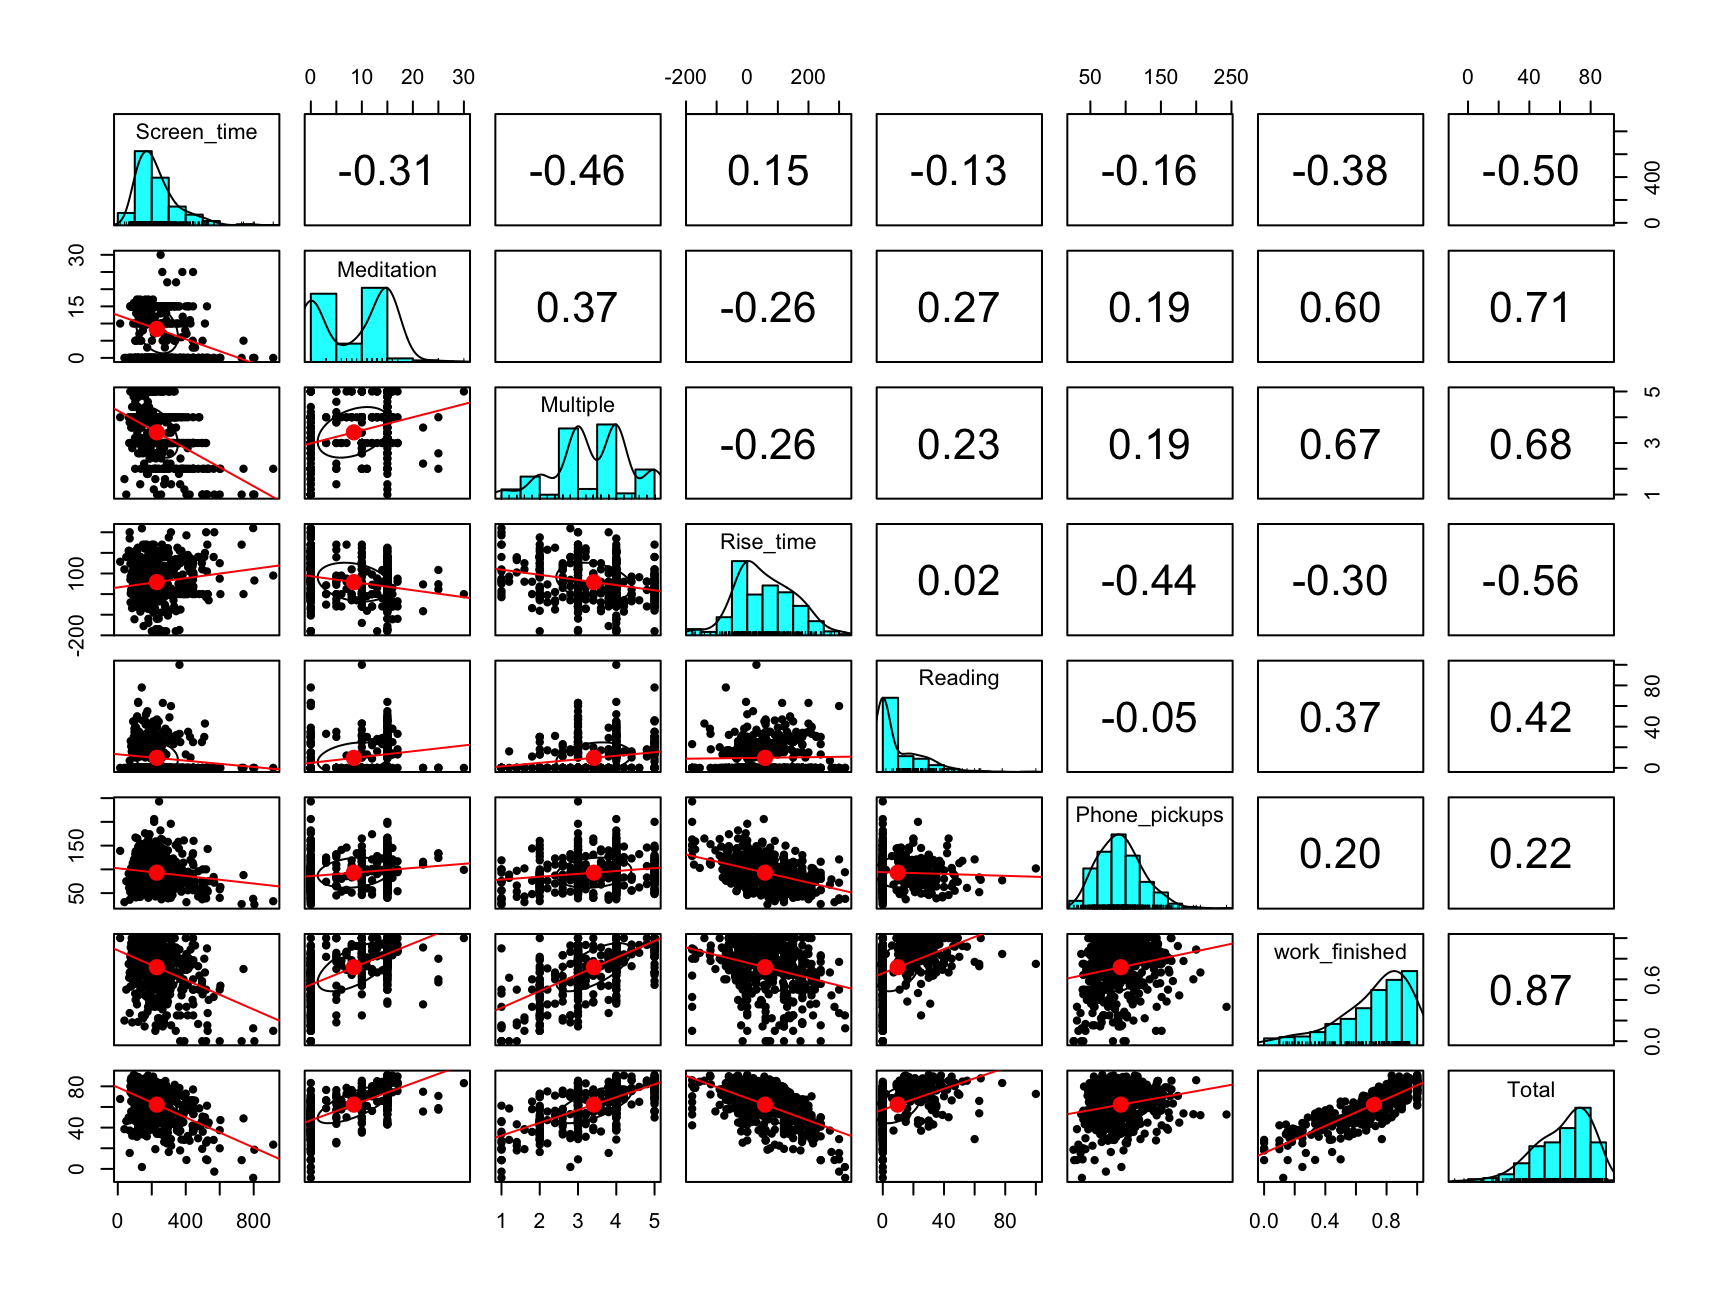 0 10 20 30 -200 0 200 50 150 250 0 40 80
Screen_time -0.31 -0.46 0.15 -0.13 -0.16 -0.38 -0.50 0 400
0 15 30 Meditation 0.37 -0.26 0.27 0.19 0.60 0.71
Multiple -0.26 0.23 0.19 0.67 0.68 1 3 5
-200 100 Rise_time 0.02 -0.44 -0.30 -0.56
Reading -0.05 0.37 0.42 0 40 80
50 150 Phone_pickups 0.20 0.22
work_finished 0.87 0.0 0.6
0 40 80 Total
0 400 800 1 2 3 4 5 0 40 80 0.0 0.4 0.8